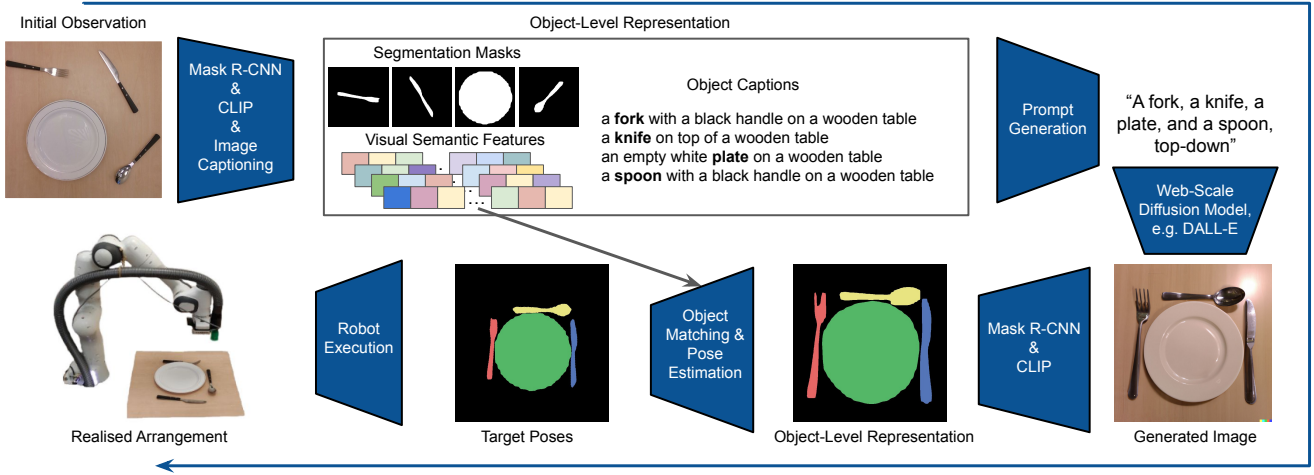 Initial Observation
Object-Level Representation
Mask R-CNN
&
CLIP
&
Image
Captioning
Segmentation Masks
Visual Semantic Features
Object Captions
a fork with a black handle on a wooden table
a knife on top of a wooden table
an empty white plate on a wooden table
a spoon with a black handle on a wooden table
Prompt
Generation
“A fork, a knife, a
plate, and a spoon,
top-down”
Web-Scale
Diffusion Model,
e.g. DALL-E
Robot
Execution
Object
Matching &
Pose
Estimation
Mask R-CNN
&
CLIP
Realised Arrangement
Target Poses
Object-Level Representation
Generated Image